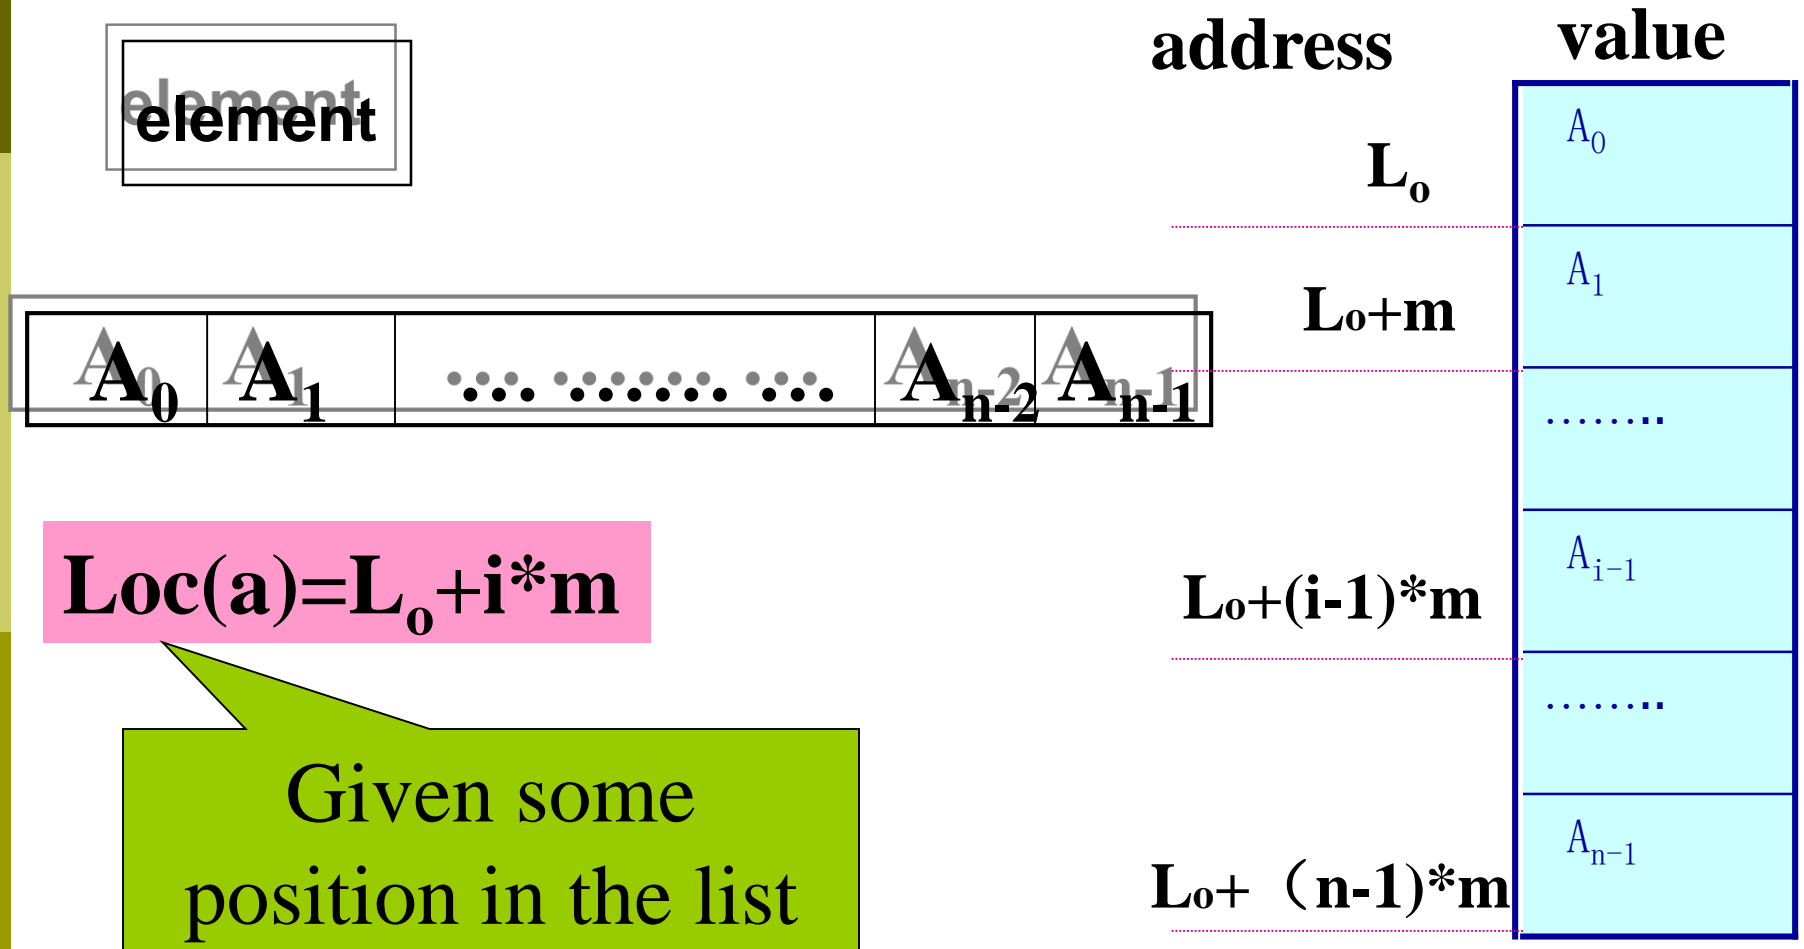 element
A₀ A₁ ... ...... ... Aₙ₋₂ Aₙ₋₁
Loc(a)=Lₒ+i*m
Given some
position in the list
address value
Lₒ A₀
Lo+m A₁
........
Lo+(i-1)*m Aᵢ₋₁
........
Lo+（n-1)*m Aₙ₋₁